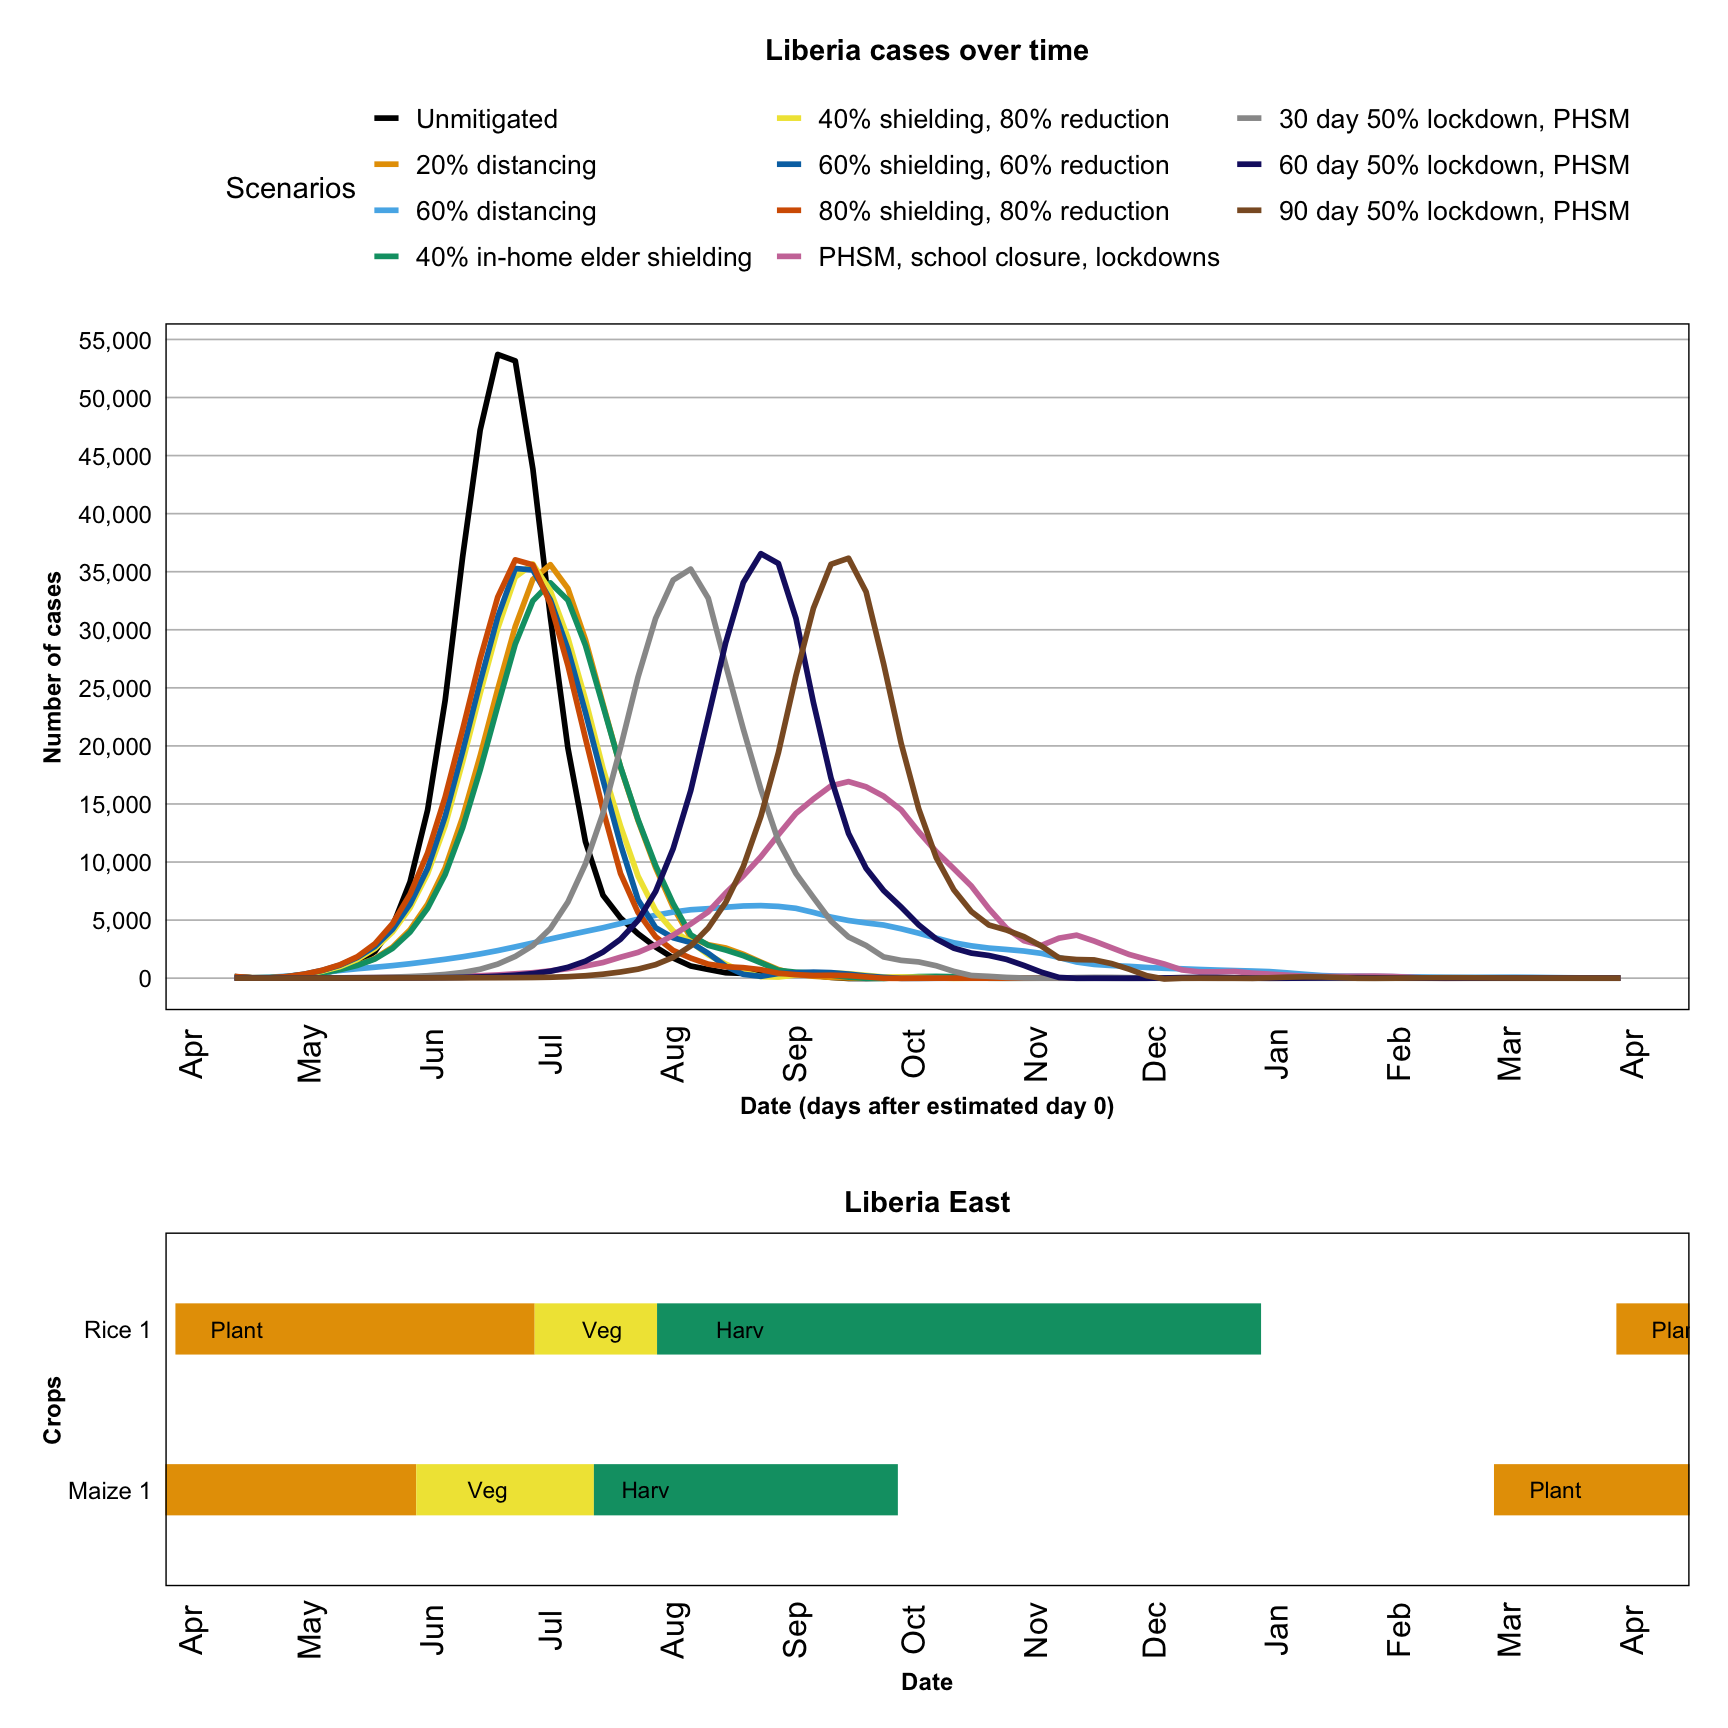 Liberia cases over time
Scenarios
Unmitigated
20% distancing
60% distancing
40% in-home elder shielding
40% shielding, 80% reduction
60% shielding, 60% reduction
80% shielding, 80% reduction
PHSM, school closure, lockdowns
30 day 50% lockdown, PHSM
60 day 50% lockdown, PHSM
90 day 50% lockdown, PHSM
Number of cases
55,000
50,000
45,000
40,000
35,000
30,000
25,000
20,000
15,000
10,000
5,000
0
Apr May Jun Jul Aug Sep Oct Nov Dec Jan Feb Mar Apr
Date (days after estimated day 0)
Liberia East
Crops
Rice 1 Plant Veg Harv Plan
Maize 1 Veg Harv Plant
Apr May Jun Jul Aug Sep Oct Nov Dec Jan Feb Mar Apr
Date